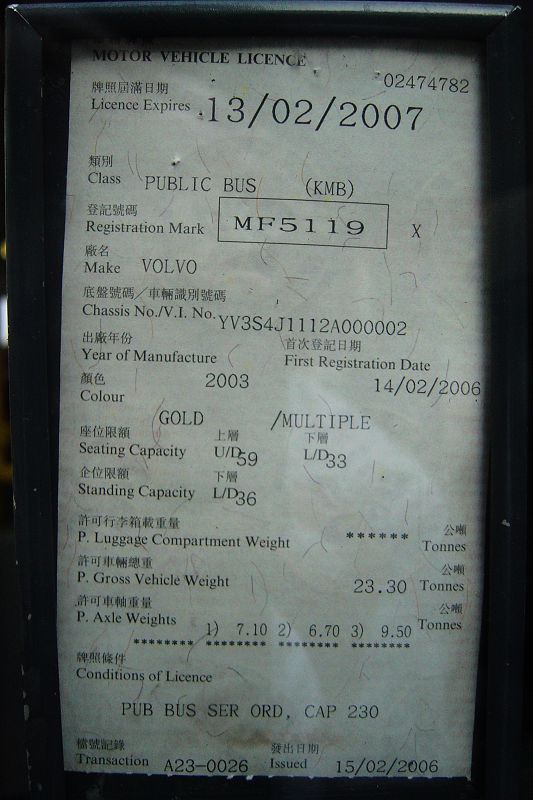 MOTOR VEHICLE LICENCE
02474782
牌照屆滿日期
Licence Expires 13/02/2007
類別
Class PUBLIC BUS (KMB)
登記號碼
Registration Mark MF5119 X
廠名
Make VOLVO
底盤號碼／車輛識別號碼
Chassis No./V.I. No. YV3S4J1112A000002
出廠年份 首次登記日期
Year of Manufacture First Registration Date
2003 14/02/2006
顏色
Colour
GOLD /MULTIPLE
座位限額 上層 下層
Seating Capacity U/D 59 L/D 33
企位限額 下層
Standing Capacity L/D 36
許可行李箱載重量 公噸
P. Luggage Compartment Weight ****** Tonnes
許可車輛總重 公噸
P. Gross Vehicle Weight 23.30 Tonnes
許可車軸重量 公噸
P. Axle Weights 1) 7.10 2) 6.70 3) 9.50 Tonnes
******** ******** ******** ********
牌照條件
Conditions of Licence
PUB BUS SER ORD, CAP 230
檔號記錄 發出日期
Transaction A23-0026 Issued 15/02/2006